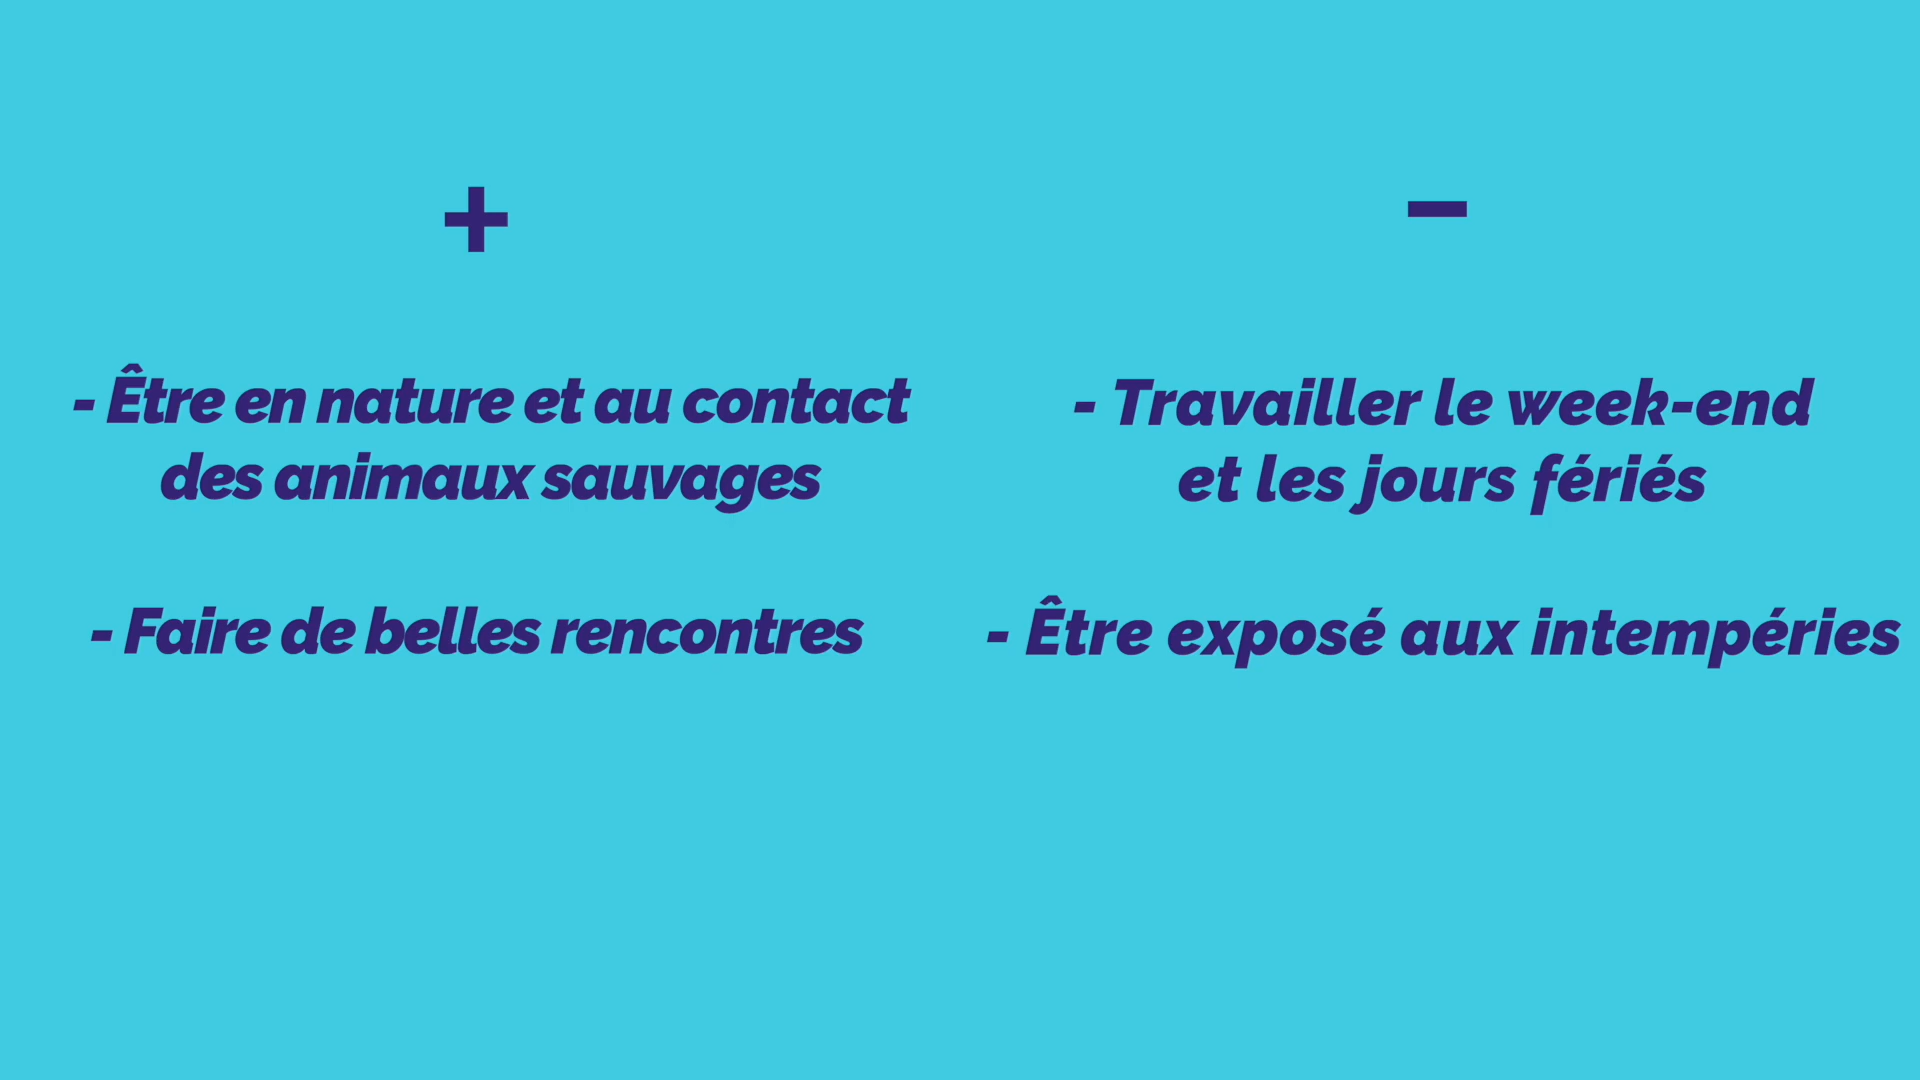 +
- Être en nature et au contact
des animaux sauvages
- Faire de belles rencontres
–
- Travailler le week-end
et les jours fériés
- Être exposé aux intempéries